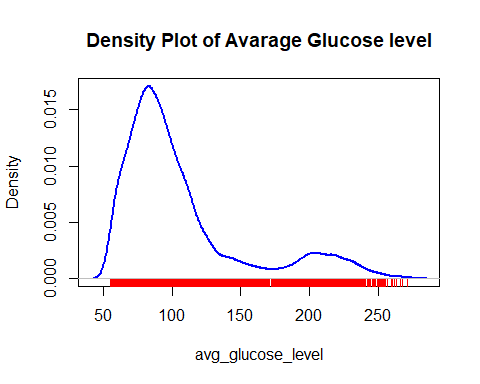 Density Plot of Avarage Glucose level
Density
0.015
0.010
0.005
0.000
50 100 150 200 250
avg_glucose_level